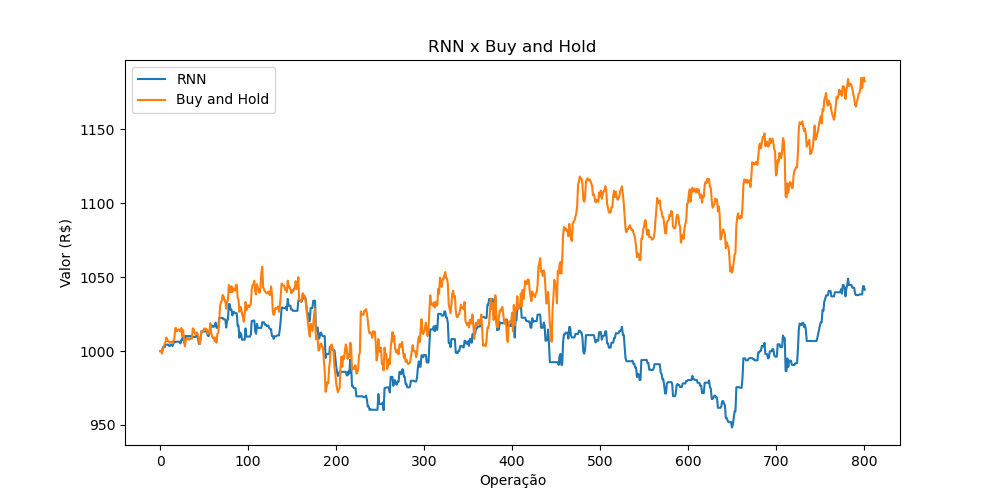 RNN x Buy and Hold
RNN
Buy and Hold
Valor (R$)
1150
1100
1050
1000
950
0 100 200 300 400 500 600 700 800
Operação